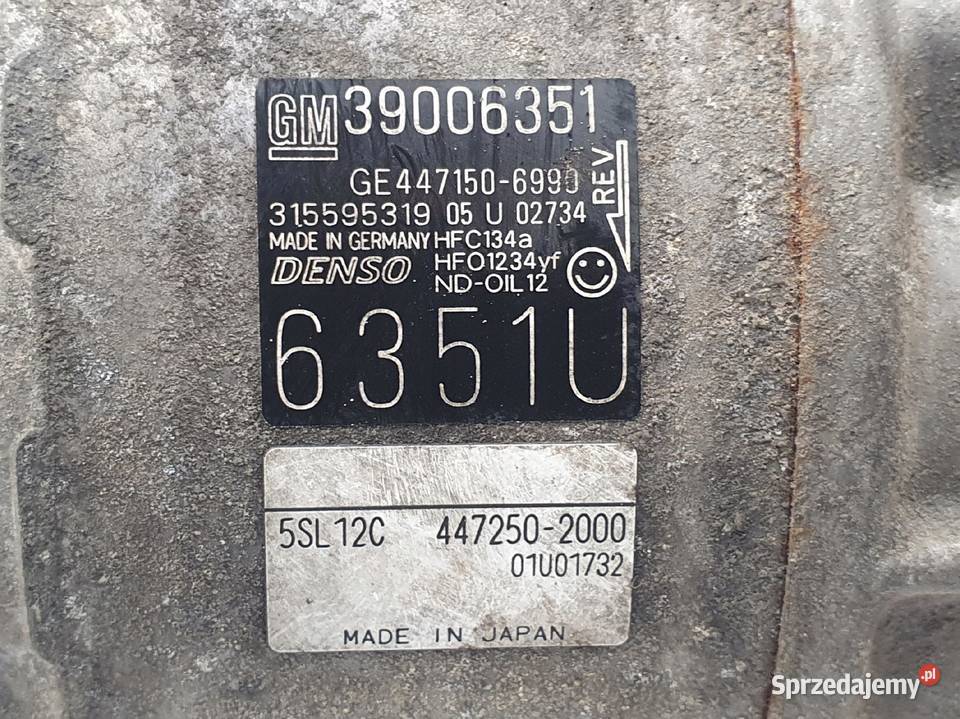 GM 39006351
GE447150-6990
REV
315595319 05 U 02734
MADE IN GERMANY HFC134a
DENSO HFO1234yf
ND-OIL12
6351U
5SL12C 447250-2000
01U01732
MADE IN JAPAN
Sprzedajemy.pl